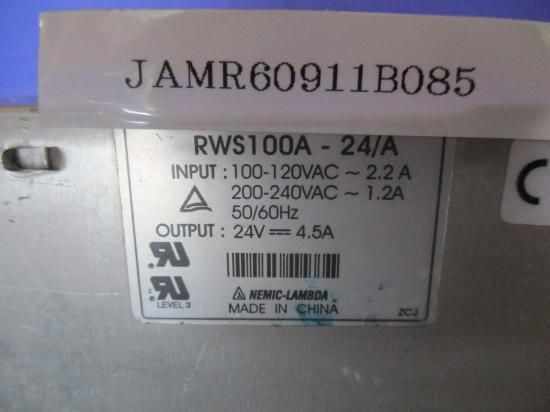 JAMR60911B085
RWS100A - 24/A
INPUT : 100-120VAC ~ 2.2A
200-240VAC ~ 1.2A
50/60Hz
OUTPUT : 24V ⎓ 4.5A
LEVEL 3
NEMIC-LAMBDA
MADE IN CHINA
ZCJ